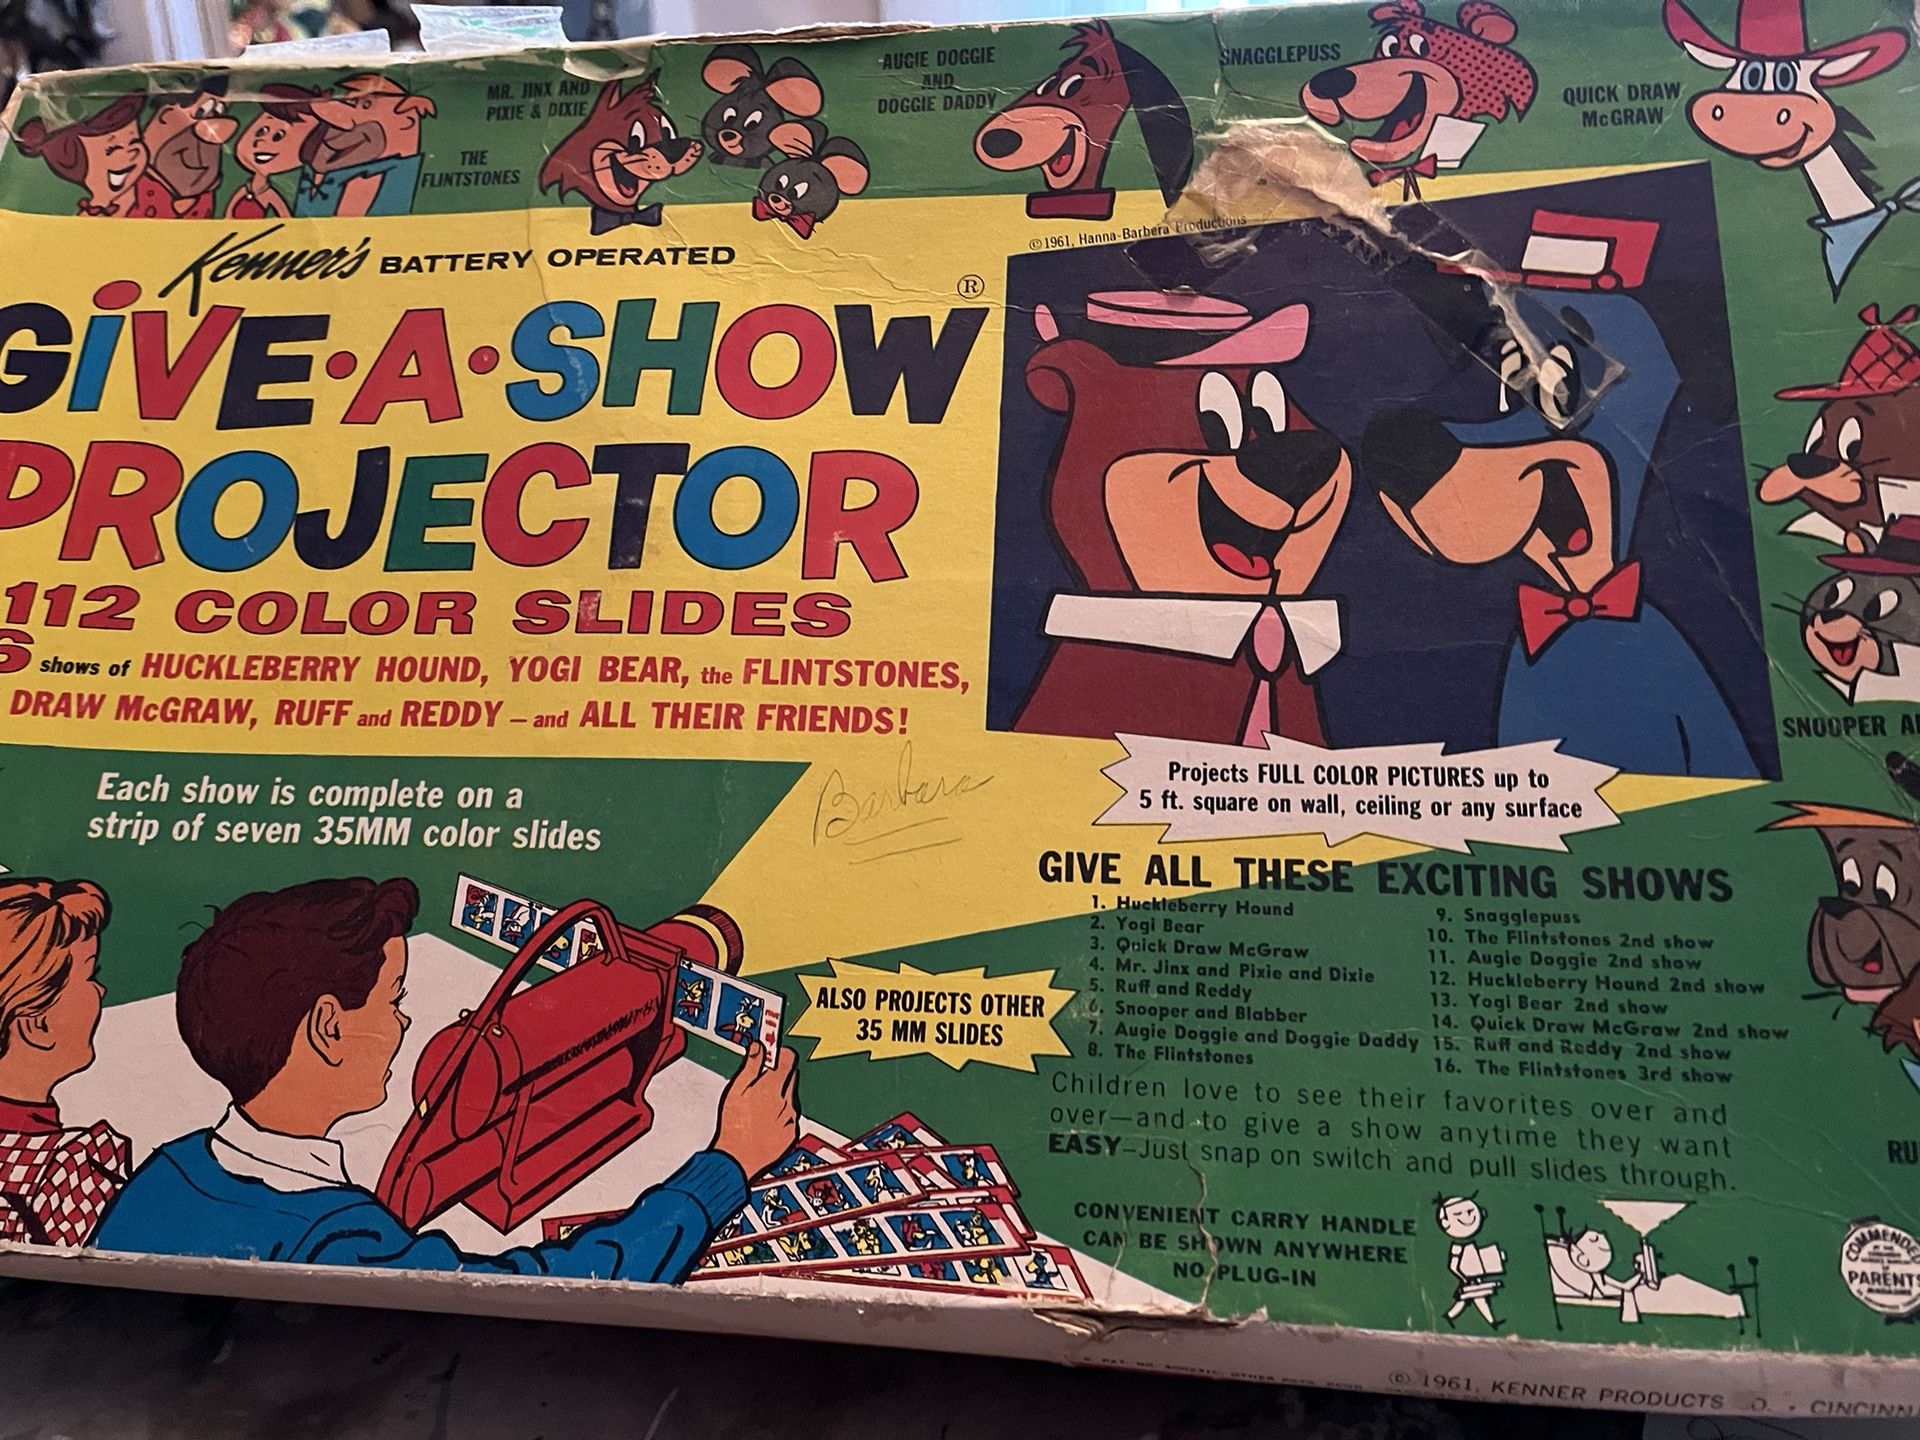 MR. JINX AND
PIXIE & DIXIE
THE
FLINTSTONES
AUGIE DOGGIE
AND
DOGGIE DADDY
SNAGGLEPUSS
QUICK DRAW
McGRAW
© 1961, Hanna-Barbera Productions
Kenner's BATTERY OPERATED
GIVE•A•SHOW ®
PROJECTOR
112 COLOR SLIDES
6 shows of HUCKLEBERRY HOUND, YOGI BEAR, the FLINTSTONES,
DRAW McGRAW, RUFF and REDDY – and ALL THEIR FRIENDS!
Each show is complete on a
strip of seven 35MM color slides
Barbara
SNOOPER
Projects FULL COLOR PICTURES up to
5 ft. square on wall, ceiling or any surface
GIVE ALL THESE EXCITING SHOWS
1. Huckleberry Hound
2. Yogi Bear
3. Quick Draw McGraw
4. Mr. Jinx and Pixie and Dixie
5. Ruff and Reddy
6. Snooper and Blabber
7. Augie Doggie and Doggie Daddy
8. The Flintstones
9. Snagglepuss
10. The Flintstones 2nd show
11. Augie Doggie 2nd show
12. Huckleberry Hound 2nd show
13. Yogi Bear 2nd show
14. Quick Draw McGraw 2nd show
15. Ruff and Reddy 2nd show
16. The Flintstones 3rd show
ALSO PROJECTS OTHER
35 MM SLIDES
Children love to see their favorites over and
over—and to give a show anytime they want
EASY–Just snap on switch and pull slides through.
RU
CONVENIENT CARRY HANDLE
CAN BE SHOWN ANYWHERE
NO PLUG-IN
COMMENDED
PARENTS'
MAGAZINE
© 1961, KENNER PRODUCTS O. • CINCINN